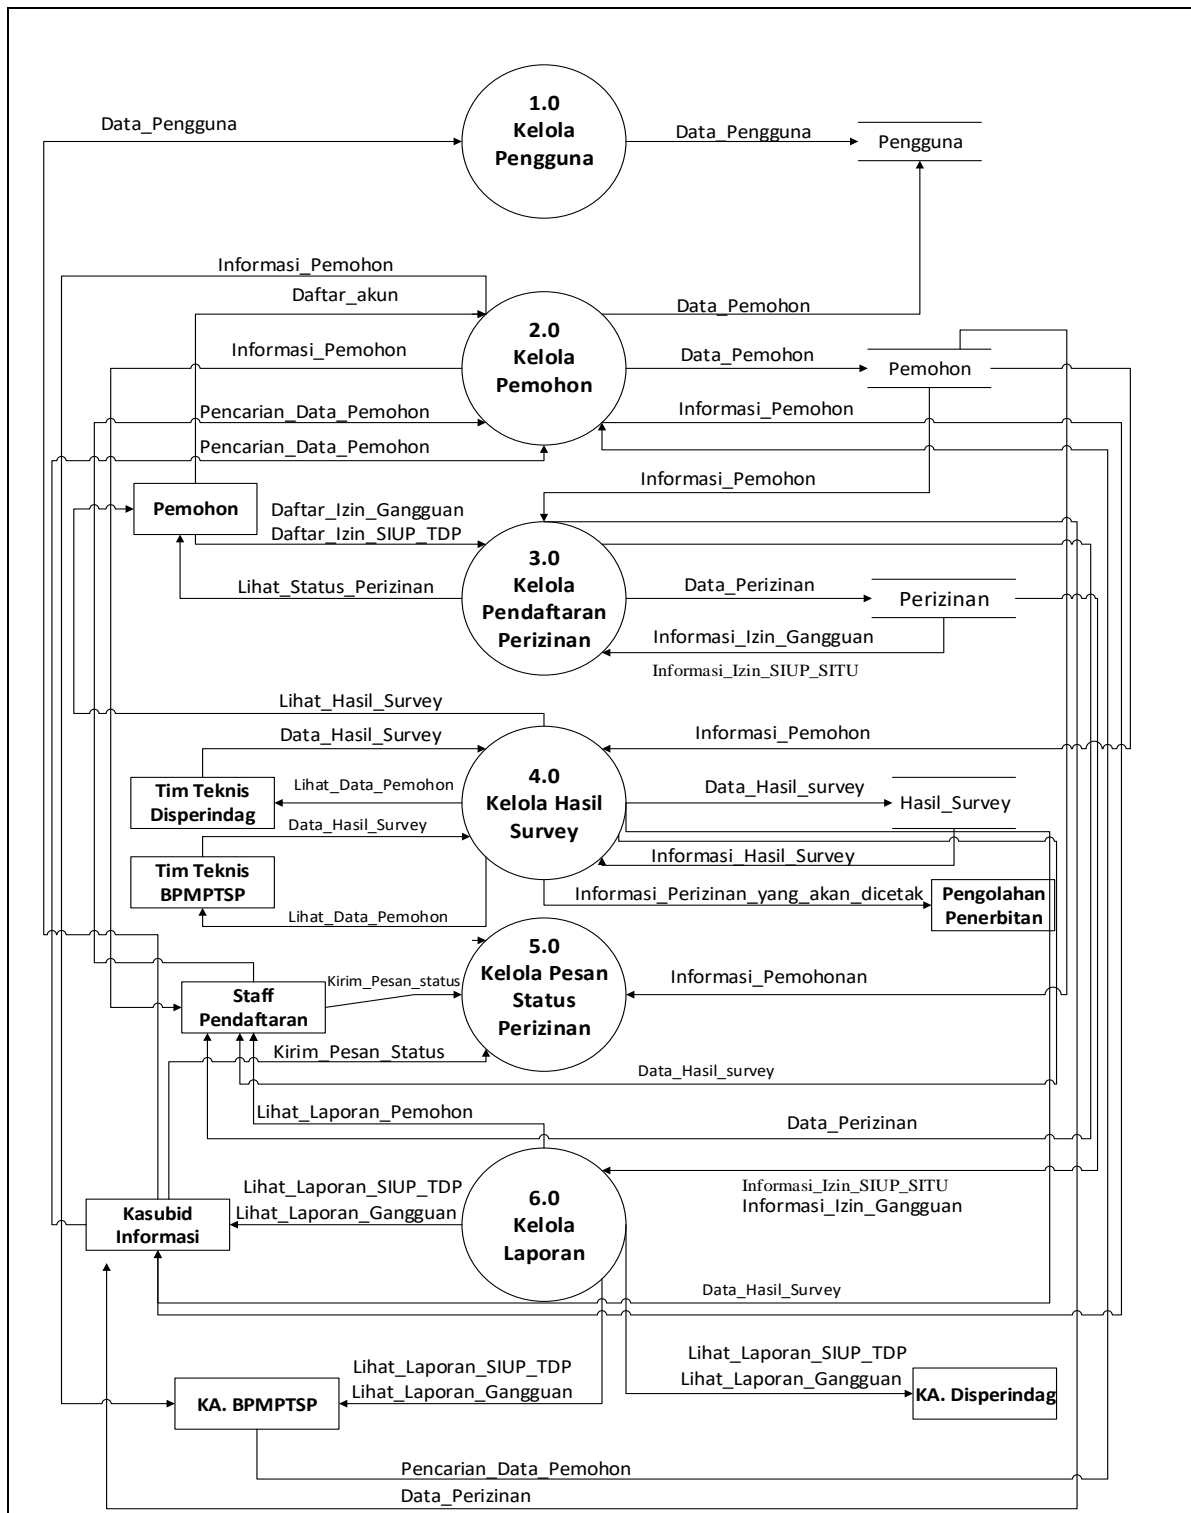 1.0
Kelola
Pengguna
Data_Pengguna
Data_Pengguna
Pengguna
Informasi_Pemohon
Daftar_akun
Informasi_Pemohon
Pencarian_Data_Pemohon
Pencarian_Data_Pemohon
2.0
Kelola
Pemohon
Data_Pemohon
Data_Pemohon
Pemohon
Informasi_Pemohon
Informasi_Pemohon
Pemohon
Daftar_Izin_Gangguan
Daftar_Izin_SIUP_TDP
Lihat_Status_Perizinan
3.0
Kelola
Pendaftaran
Perizinan
Data_Perizinan
Perizinan
Informasi_Izin_Gangguan
Informasi_Izin_SIUP_SITU
Lihat_Hasil_Survey
Data_Hasil_Survey
Tim Teknis
Disperindag
Lihat_Data_Pemohon
Data_Hasil_Survey
Tim Teknis
BPMPTSP
Lihat_Data_Pemohon
4.0
Kelola Hasil
Survey
Informasi_Pemohon
Data_Hasil_survey
Hasil_Survey
Informasi_Hasil_Survey
Informasi_Perizinan_yang_akan_dicetak
Pengolahan
Penerbitan
5.0
Kelola Pesan
Status
Perizinan
Informasi_Pemohonan
Staff
Pendaftaran
Kirim_Pesan_status
Kirim_Pesan_Status
Data_Hasil_survey
Lihat_Laporan_Pemohon
Data_Perizinan
6.0
Kelola
Laporan
Lihat_Laporan_SIUP_TDP
Lihat_Laporan_Gangguan
Kasubid
Informasi
Informasi_Izin_SIUP_SITU
Informasi_Izin_Gangguan
Data_Hasil_Survey
Lihat_Laporan_SIUP_TDP
Lihat_Laporan_Gangguan
KA. BPMPTSP
Lihat_Laporan_SIUP_TDP
Lihat_Laporan_Gangguan
KA. Disperindag
Pencarian_Data_Pemohon
Data_Perizinan